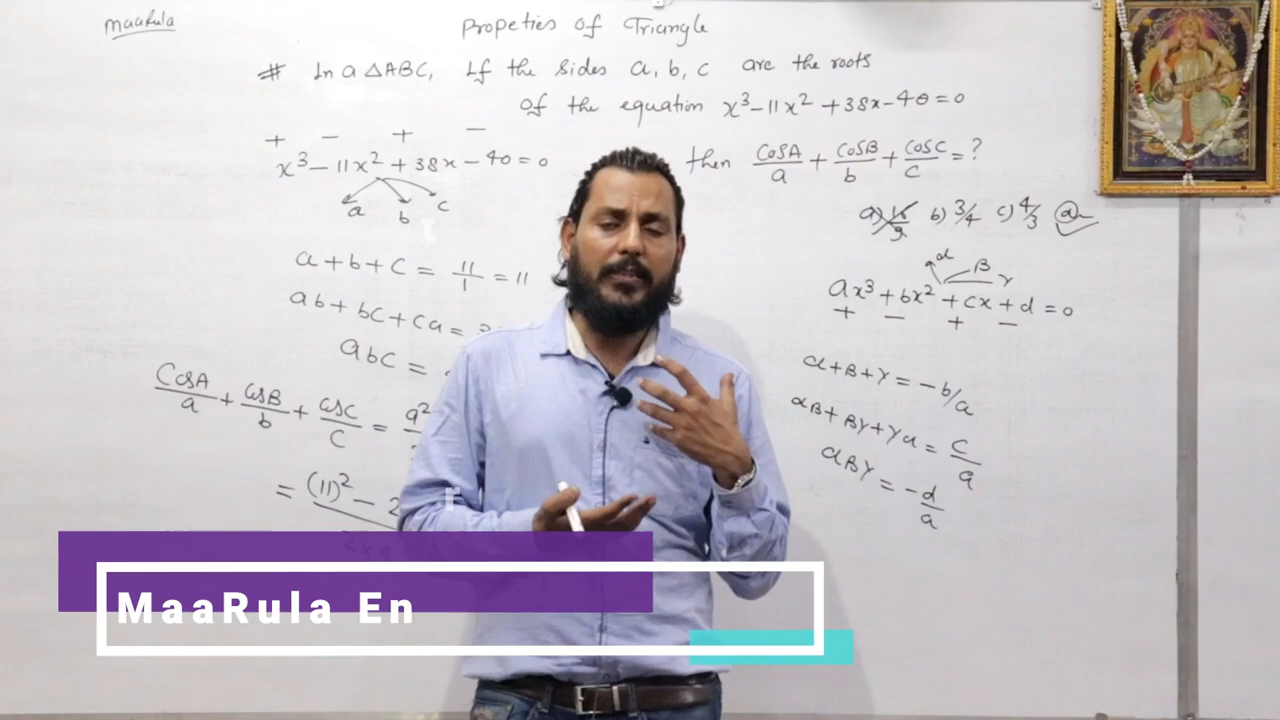 maaRula
Propeties of Triangle
# In a △ABC, If the sides a, b, c are the roots
of the equation x³-11x²+38x-40=0
+ - + -
x³-11x²+38x-40=0
then CosA/a + CosB/b + CosC/c = ?
a b c
b) 3/4 c) 4/3
a+b+c = 11/1 = 11
α β γ
ax³+bx²+cx+d=0
+ - + -
ab+bc+ca =
abc =
α+β+γ = -b/a
αβ+βγ+γα = c/a
αβγ = -d/a
CosA/a + CosB/b + CosC/c = a²
= (11)² - 2
MaaRula En